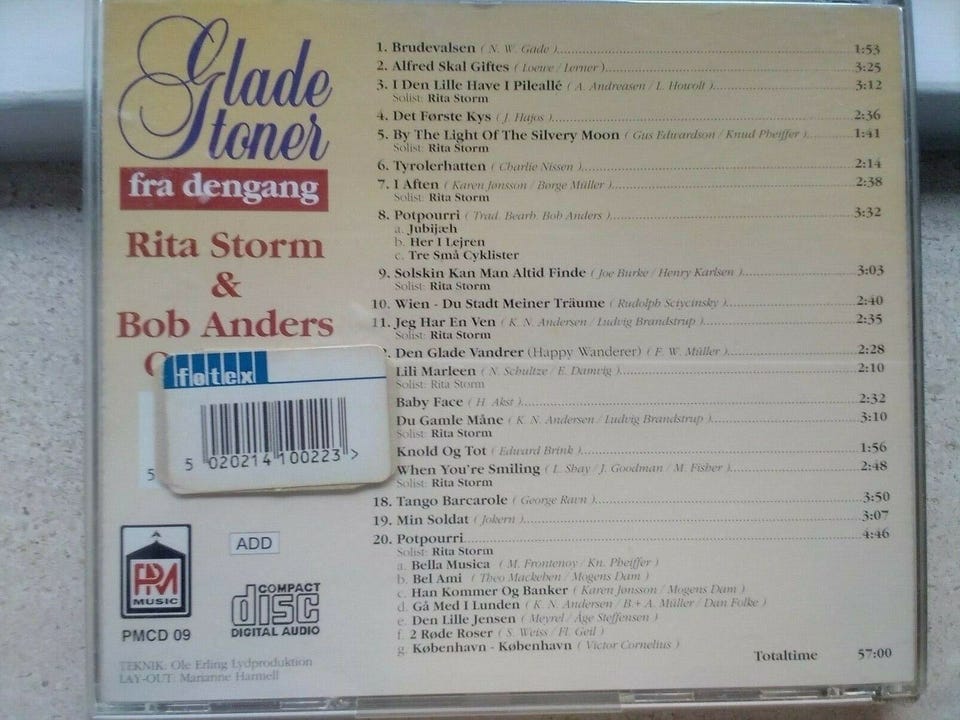 Glade
Toner
fra dengang
Rita Storm
&
Bob Anders
O
føtex
5 020214 100223 >
5
PRM
MUSIC
PMCD 09
ADD
COMPACT
disc
DIGITAL AUDIO
TEKNIK: Ole Erling Lydproduktion
LAY-OUT: Marianne Harmell
1. Brudevalsen ( N. W. Gade ) 1:53
2. Alfred Skal Giftes ( Loewe / Lerner ) 3:25
3. I Den Lille Have I Pileallé ( A. Andreasen / L. Howolt ) 3:12
Solist: Rita Storm
4. Det Første Kys ( J. Hajos ) 2:36
5. By The Light Of The Silvery Moon ( Gus Edwardson / Knud Pheiffer ) 1:41
Solist: Rita Storm
6. Tyrolerhatten ( Charlie Nissen ) 2:14
7. I Aften ( Karen Jønsson / Børge Müller ) 2:38
Solist: Rita Storm
8. Potpourri ( Trad. Bearb. Bob Anders ) 3:32
a. Jubijæh
b. Her I Lejren
c. Tre Små Cyklister
9. Solskin Kan Man Altid Finde ( Joe Burke / Henry Karlsen ) 3:03
Solist: Rita Storm
10. Wien - Du Stadt Meiner Träume ( Rudolph Sciycinsky ) 2:40
11. Jeg Har En Ven ( K. N. Andersen / Ludvig Brandstrup ) 2:35
Solist: Rita Storm
2. Den Glade Vandrer (Happy Wanderer) ( F. W. Müller ) 2:28
Lili Marleen ( N. Schultze / E. Damvig ) 2:10
Solist: Rita Storm
Baby Face ( H. Akst ) 2:32
Du Gamle Måne ( K. N. Andersen / Ludvig Brandstrup ) 3:10
Solist: Rita Storm
Knold Og Tot ( Edward Brink ) 1:56
When You're Smiling ( L. Shay / J. Goodman / M. Fisher ) 2:48
Solist: Rita Storm
18. Tango Barcarole ( George Ravn ) 3:50
19. Min Soldat ( Jokern ) 3:07
20. Potpourri 4:46
Solist: Rita Storm
a. Bella Musica ( M. Frontenoy / Kn. Pheiffer )
b. Bel Ami ( Theo Mackeben / Mogens Dam )
c. Han Kommer Og Banker ( Karen Jønsson / Mogens Dam )
d. Gå Med I Lunden ( K. N. Andersen / B.+ A. Müller / Dan Folke )
e. Den Lille Jensen ( Meyrel / Åge Steffensen )
f. 2 Røde Roser ( S. Weiss / Fl. Geil )
g. København - København ( Victor Cornelius )
Totaltime 57:00